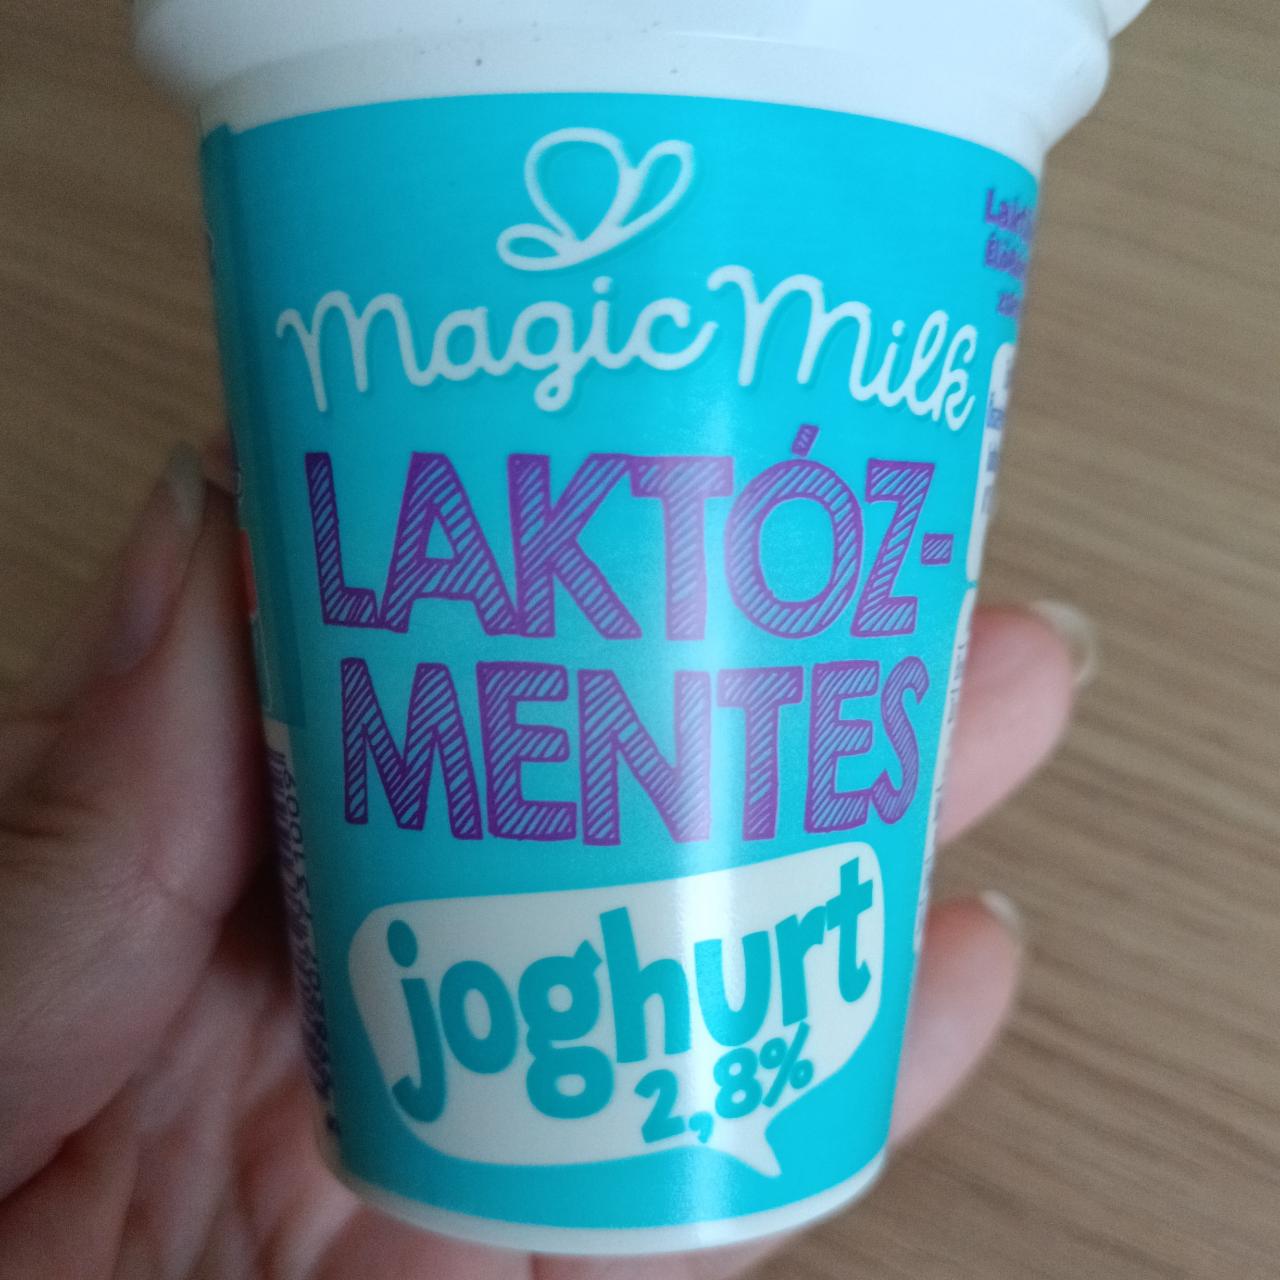 Magic Milk
LAKTÓZ-
MENTES
joghurt
2,8%